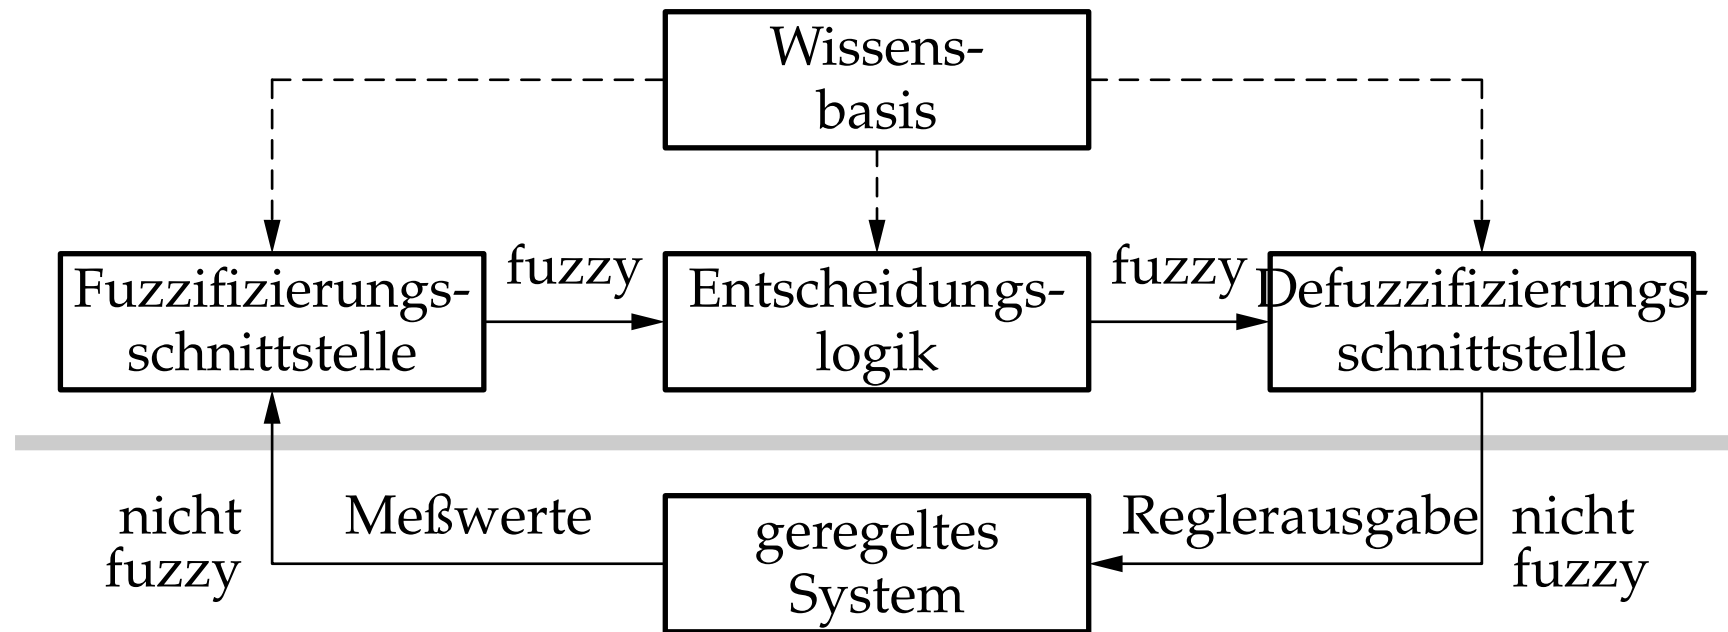 Wissens-
basis
Fuzzifizierungs-
schnittstelle
fuzzy
Entscheidungs-
logik
fuzzy
Defuzzifizierungs-
schnittstelle
nicht
fuzzy
Meßwerte
geregeltes
System
Reglerausgabe
nicht
fuzzy